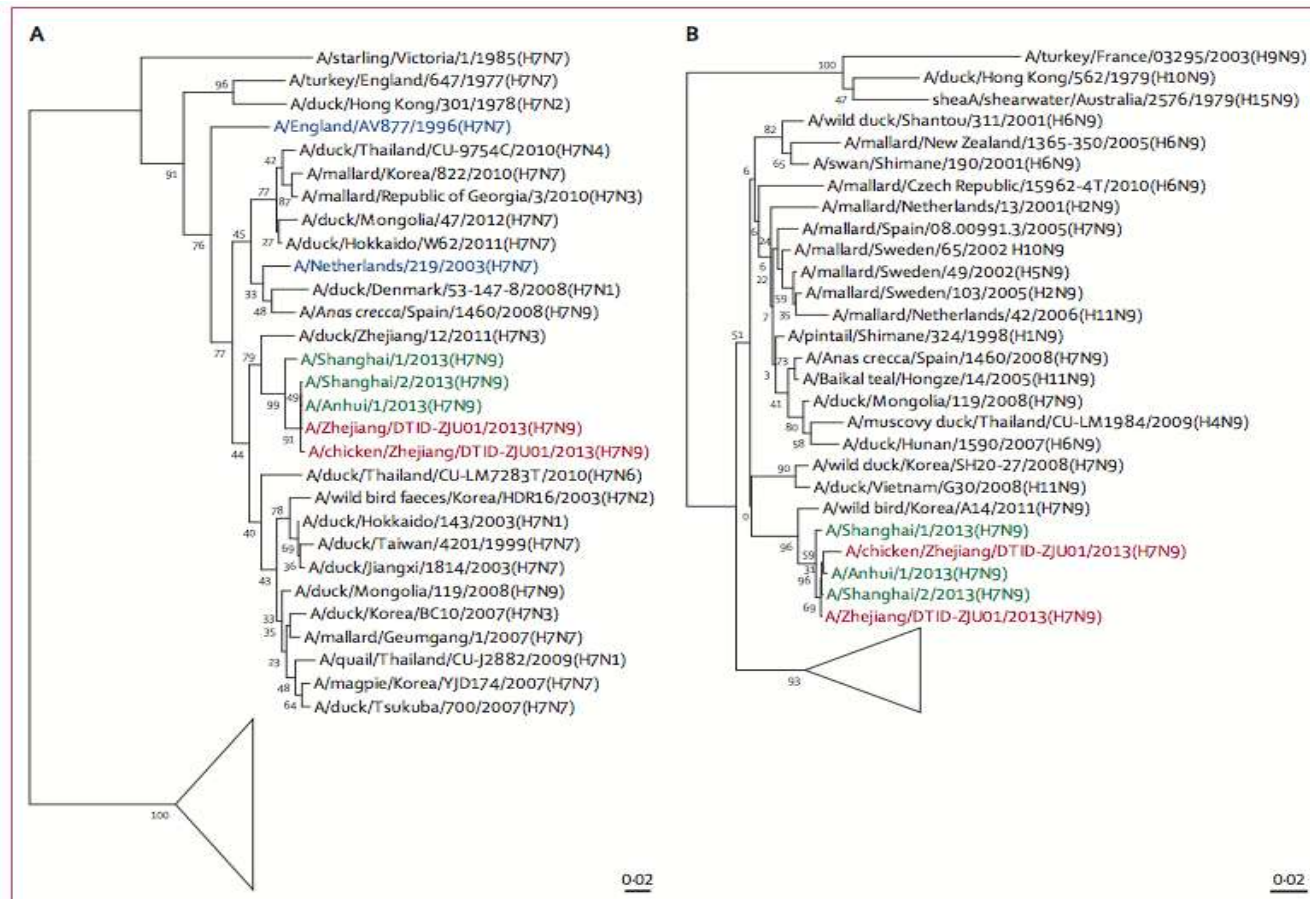 A
A/starling/Victoria/1/1985(H7N7)
A/turkey/England/647/1977(H7N7)
96
A/duck/Hong Kong/301/1978(H7N2)
A/England/AV877/1996(H7N7)
A/duck/Thailand/CU-9754C/2010(H7N4)
47
A/mallard/Korea/822/2010(H7N7)
91
77
87
A/mallard/Republic of Georgia/3/2010(H7N3)
A/duck/Mongolia/47/2012(H7N7)
76
45
27
A/duck/Hokkaido/W62/2011(H7N7)
A/Netherlands/219/2003(H7N7)
33
A/duck/Denmark/53-147-8/2008(H7N1)
48
A/Anas crecca/Spain/1460/2008(H7N9)
A/duck/Zhejiang/12/2011(H7N3)
77
79
A/Shanghai/1/2013(H7N9)
A/Shanghai/2/2013(H7N9)
99
49
A/Anhui/1/2013(H7N9)
A/Zhejiang/DTID-ZJU01/2013(H7N9)
91
A/chicken/Zhejiang/DTID-ZJU01/2013(H7N9)
44
A/duck/Thailand/CU-LM7283T/2010(H7N6)
A/wild bird faeces/Korea/HDR16/2003(H7N2)
78
A/duck/Hokkaido/143/2003(H7N1)
40
A/duck/Taiwan/4201/1999(H7N7)
69
36
A/duck/Jiangxi/1814/2003(H7N7)
43
A/duck/Mongolia/119/2008(H7N9)
A/duck/Korea/BC10/2007(H7N3)
33
35
A/mallard/Geumgang/1/2007(H7N7)
23
A/quail/Thailand/CU-J2882/2009(H7N1)
48
A/magpie/Korea/YJD174/2007(H7N7)
64
A/duck/Tsukuba/700/2007(H7N7)
100
0·02
B
A/turkey/France/03295/2003(H9N9)
100
A/duck/Hong Kong/562/1979(H10N9)
47
sheaA/shearwater/Australia/2576/1979(H15N9)
A/wild duck/Shantou/311/2001(H6N9)
82
A/mallard/New Zealand/1365-350/2005(H6N9)
6
65
A/swan/Shimane/190/2001(H6N9)
A/mallard/Czech Republic/15962-4T/2010(H6N9)
A/mallard/Netherlands/13/2001(H2N9)
6
A/mallard/Spain/08.00991.3/2005(H7N9)
24
A/mallard/Sweden/65/2002 H10N9
6
22
A/mallard/Sweden/49/2002(H5N9)
59
A/mallard/Sweden/103/2005(H2N9)
35
A/mallard/Netherlands/42/2006(H11N9)
7
51
A/pintail/Shimane/324/1998(H1N9)
73
A/Anas crecca/Spain/1460/2008(H7N9)
3
A/Baikal teal/Hongze/14/2005(H11N9)
41
A/duck/Mongolia/119/2008(H7N9)
80
A/muscovy duck/Thailand/CU-LM1984/2009(H4N9)
58
A/duck/Hunan/1590/2007(H6N9)
90
A/wild duck/Korea/SH20-27/2008(H7N9)
A/duck/Vietnam/G30/2008(H11N9)
0
A/wild bird/Korea/A14/2011(H7N9)
A/Shanghai/1/2013(H7N9)
96
59
A/chicken/Zhejiang/DTID-ZJU01/2013(H7N9)
31
A/Anhui/1/2013(H7N9)
96
A/Shanghai/2/2013(H7N9)
69
A/Zhejiang/DTID-ZJU01/2013(H7N9)
93
0·02